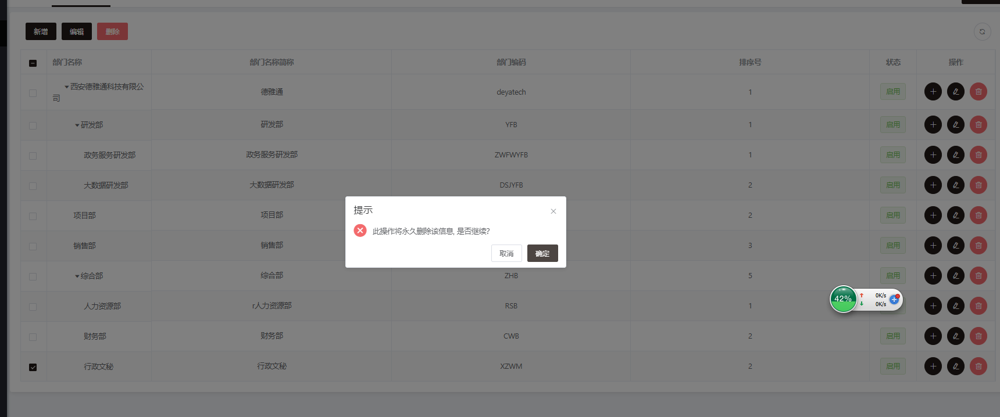 新增 编辑 删除
部门名称 部门名称简称 部门编码 排序号 状态 操作
西安德雅通科技有限公
司 德雅通 deyatech 1 启用
研发部 研发部 YFB 1 启用
政务服务研发部 政务服务研发部 ZWFWYFB 1 启用
大数据研发部 大数据研发部 DSJYFB 2 启用
提示
项目部 项目部 2 启用
此操作将永久删除该信息, 是否继续?
销售部 销售部 3 启用
取消 确定
综合部 综合部 ZHB 5 启用
42% 0K/s
0K/s
人力资源部 r人力资源部 RSB 1
财务部 财务部 CWB 2 启用
行政文秘 行政文秘 XZWM 2 启用